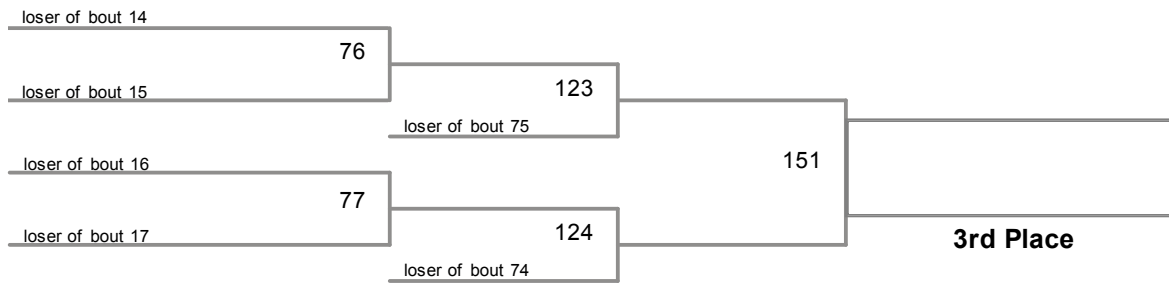 loser of bout 14
76
loser of bout 15
123
loser of bout 75
loser of bout 16
151
77
loser of bout 17
124
3rd Place
loser of bout 74